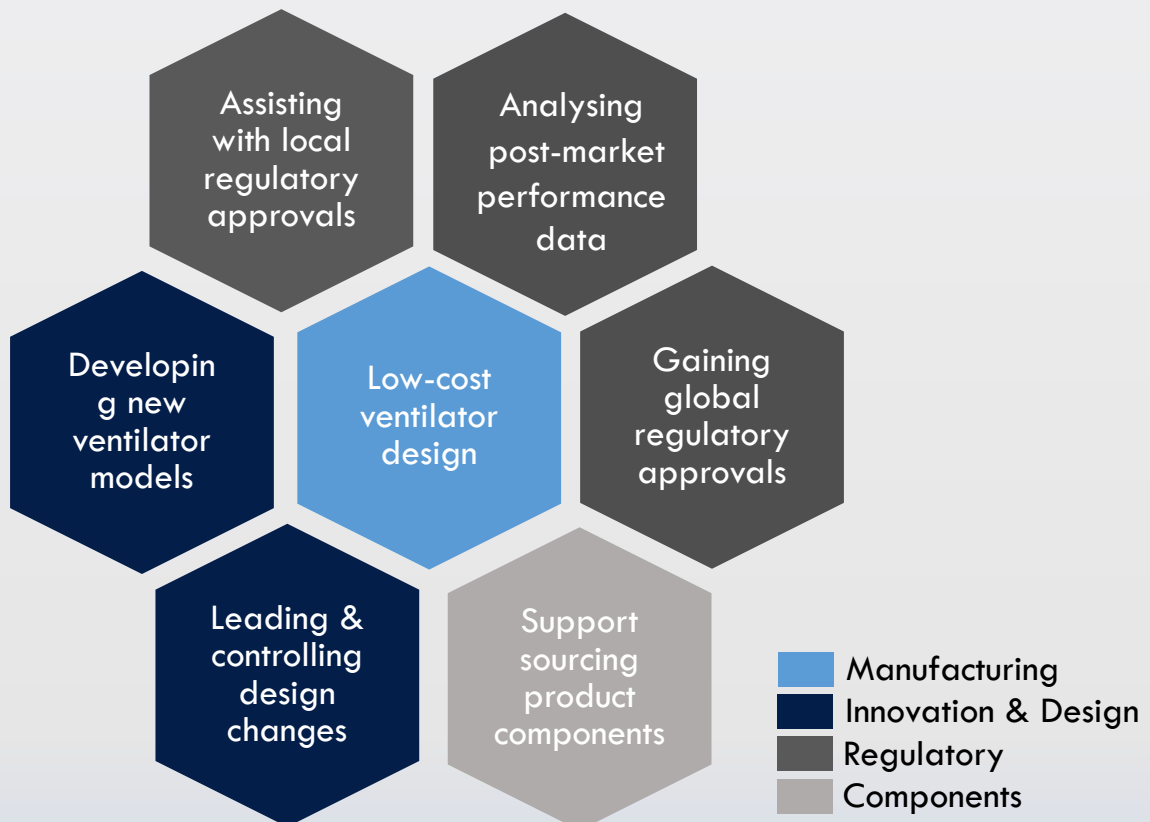 Assisting
with local
regulatory
approvals
Analysing
post-market
performance
data
Developin
g new
ventilator
models
Low-cost
ventilator
design
Gaining
global
regulatory
approvals
Leading &
controlling
design
changes
Support
sourcing
product
components
Manufacturing
Innovation & Design
Regulatory
Components